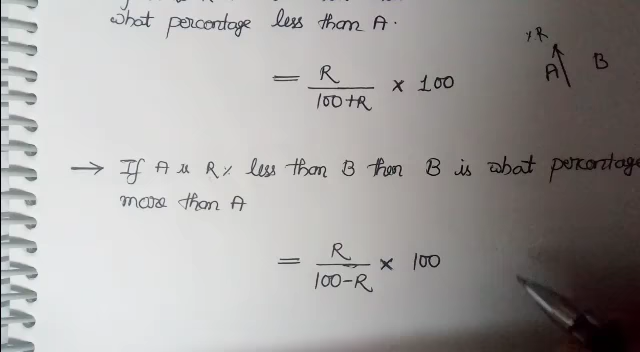 what percentage less than A.
= R / 100+R × 100
% R
A B
→ If A is R% less than B then B is what percentage
more than A
= R / 100-R × 100